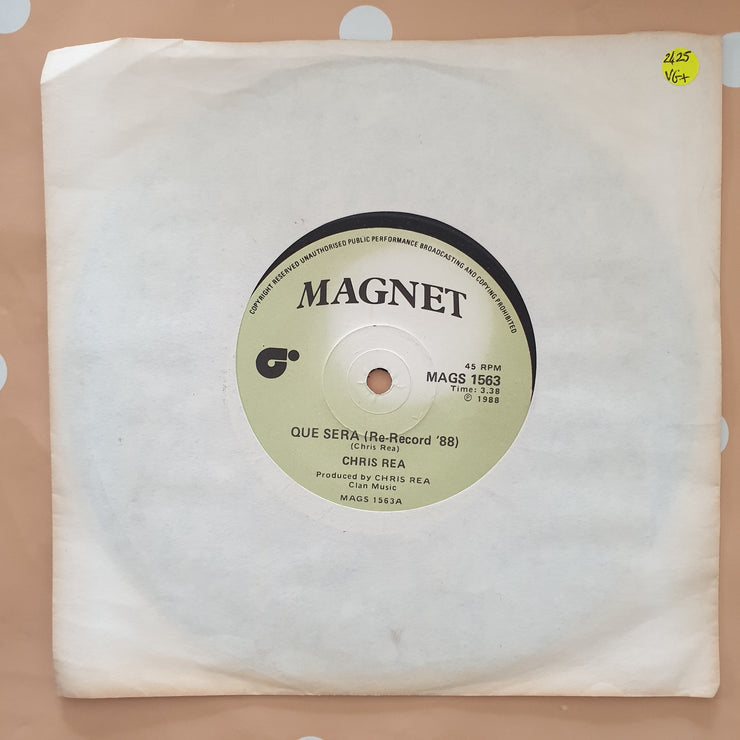 2425
VG+
COPYRIGHT RESERVED UNAUTHORISED PUBLIC PERFORMANCE BROADCASTING AND COPYING PROHIBITED
MAGNET
45 RPM
MAGS 1563
Time: 3.38
℗ 1988
QUE SERA (Re-Record '88)
(Chris Rea)
CHRIS REA
Produced by CHRIS REA
Clan Music
MAGS 1563A